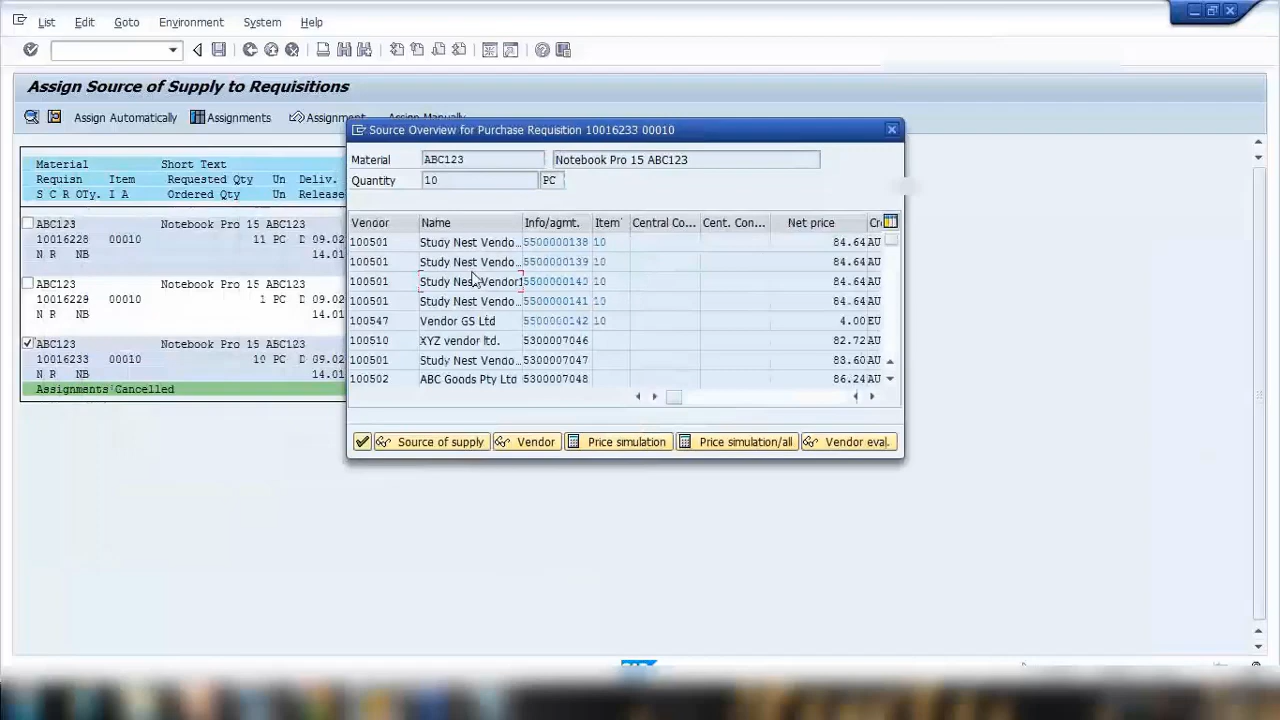 List Edit Goto Environment System Help
Assign Source of Supply to Requisitions
Assign Automatically Assignments Assignment Assign Manually
Material Short Text
Requisn Item Requested Qty Un Deliv.
S C R OTy. I A Ordered Qty Un Release
ABC123 Notebook Pro 15 ABC123
10016228 00010 11 PC D 09.02
N R NB 14.01
ABC123 Notebook Pro 15 ABC123
10016229 00010 1 PC D 09.02
N R NB 14.01
ABC123 Notebook Pro 15 ABC123
10016233 00010 10 PC D 09.02
N R NB 14.01
Assignments Cancelled
Source Overview for Purchase Requisition 10016233 00010
Material ABC123 Notebook Pro 15 ABC123
Quantity 10 PC
Vendor Name Info/agmt. Item Central Co... Cent. Con... Net price Cr
100501 Study Nest Vendo... 5500000138 10 84.64 AU
100501 Study Nest Vendo... 5500000139 10 84.64 AU
100501 Study Nest Vendor 5500000140 10 84.64 AU
100501 Study Nest Vendo... 5500000141 10 84.64 AU
100547 Vendor GS Ltd 5500000142 10 4.00 EU
100510 XYZ vendor ltd. 5300007046 82.72 AU
100501 Study Nest Vendo... 5300007047 83.60 AU
100502 ABC Goods Pty Ltd 5300007048 86.24 AU
Source of supply Vendor Price simulation Price simulation/all Vendor eval.